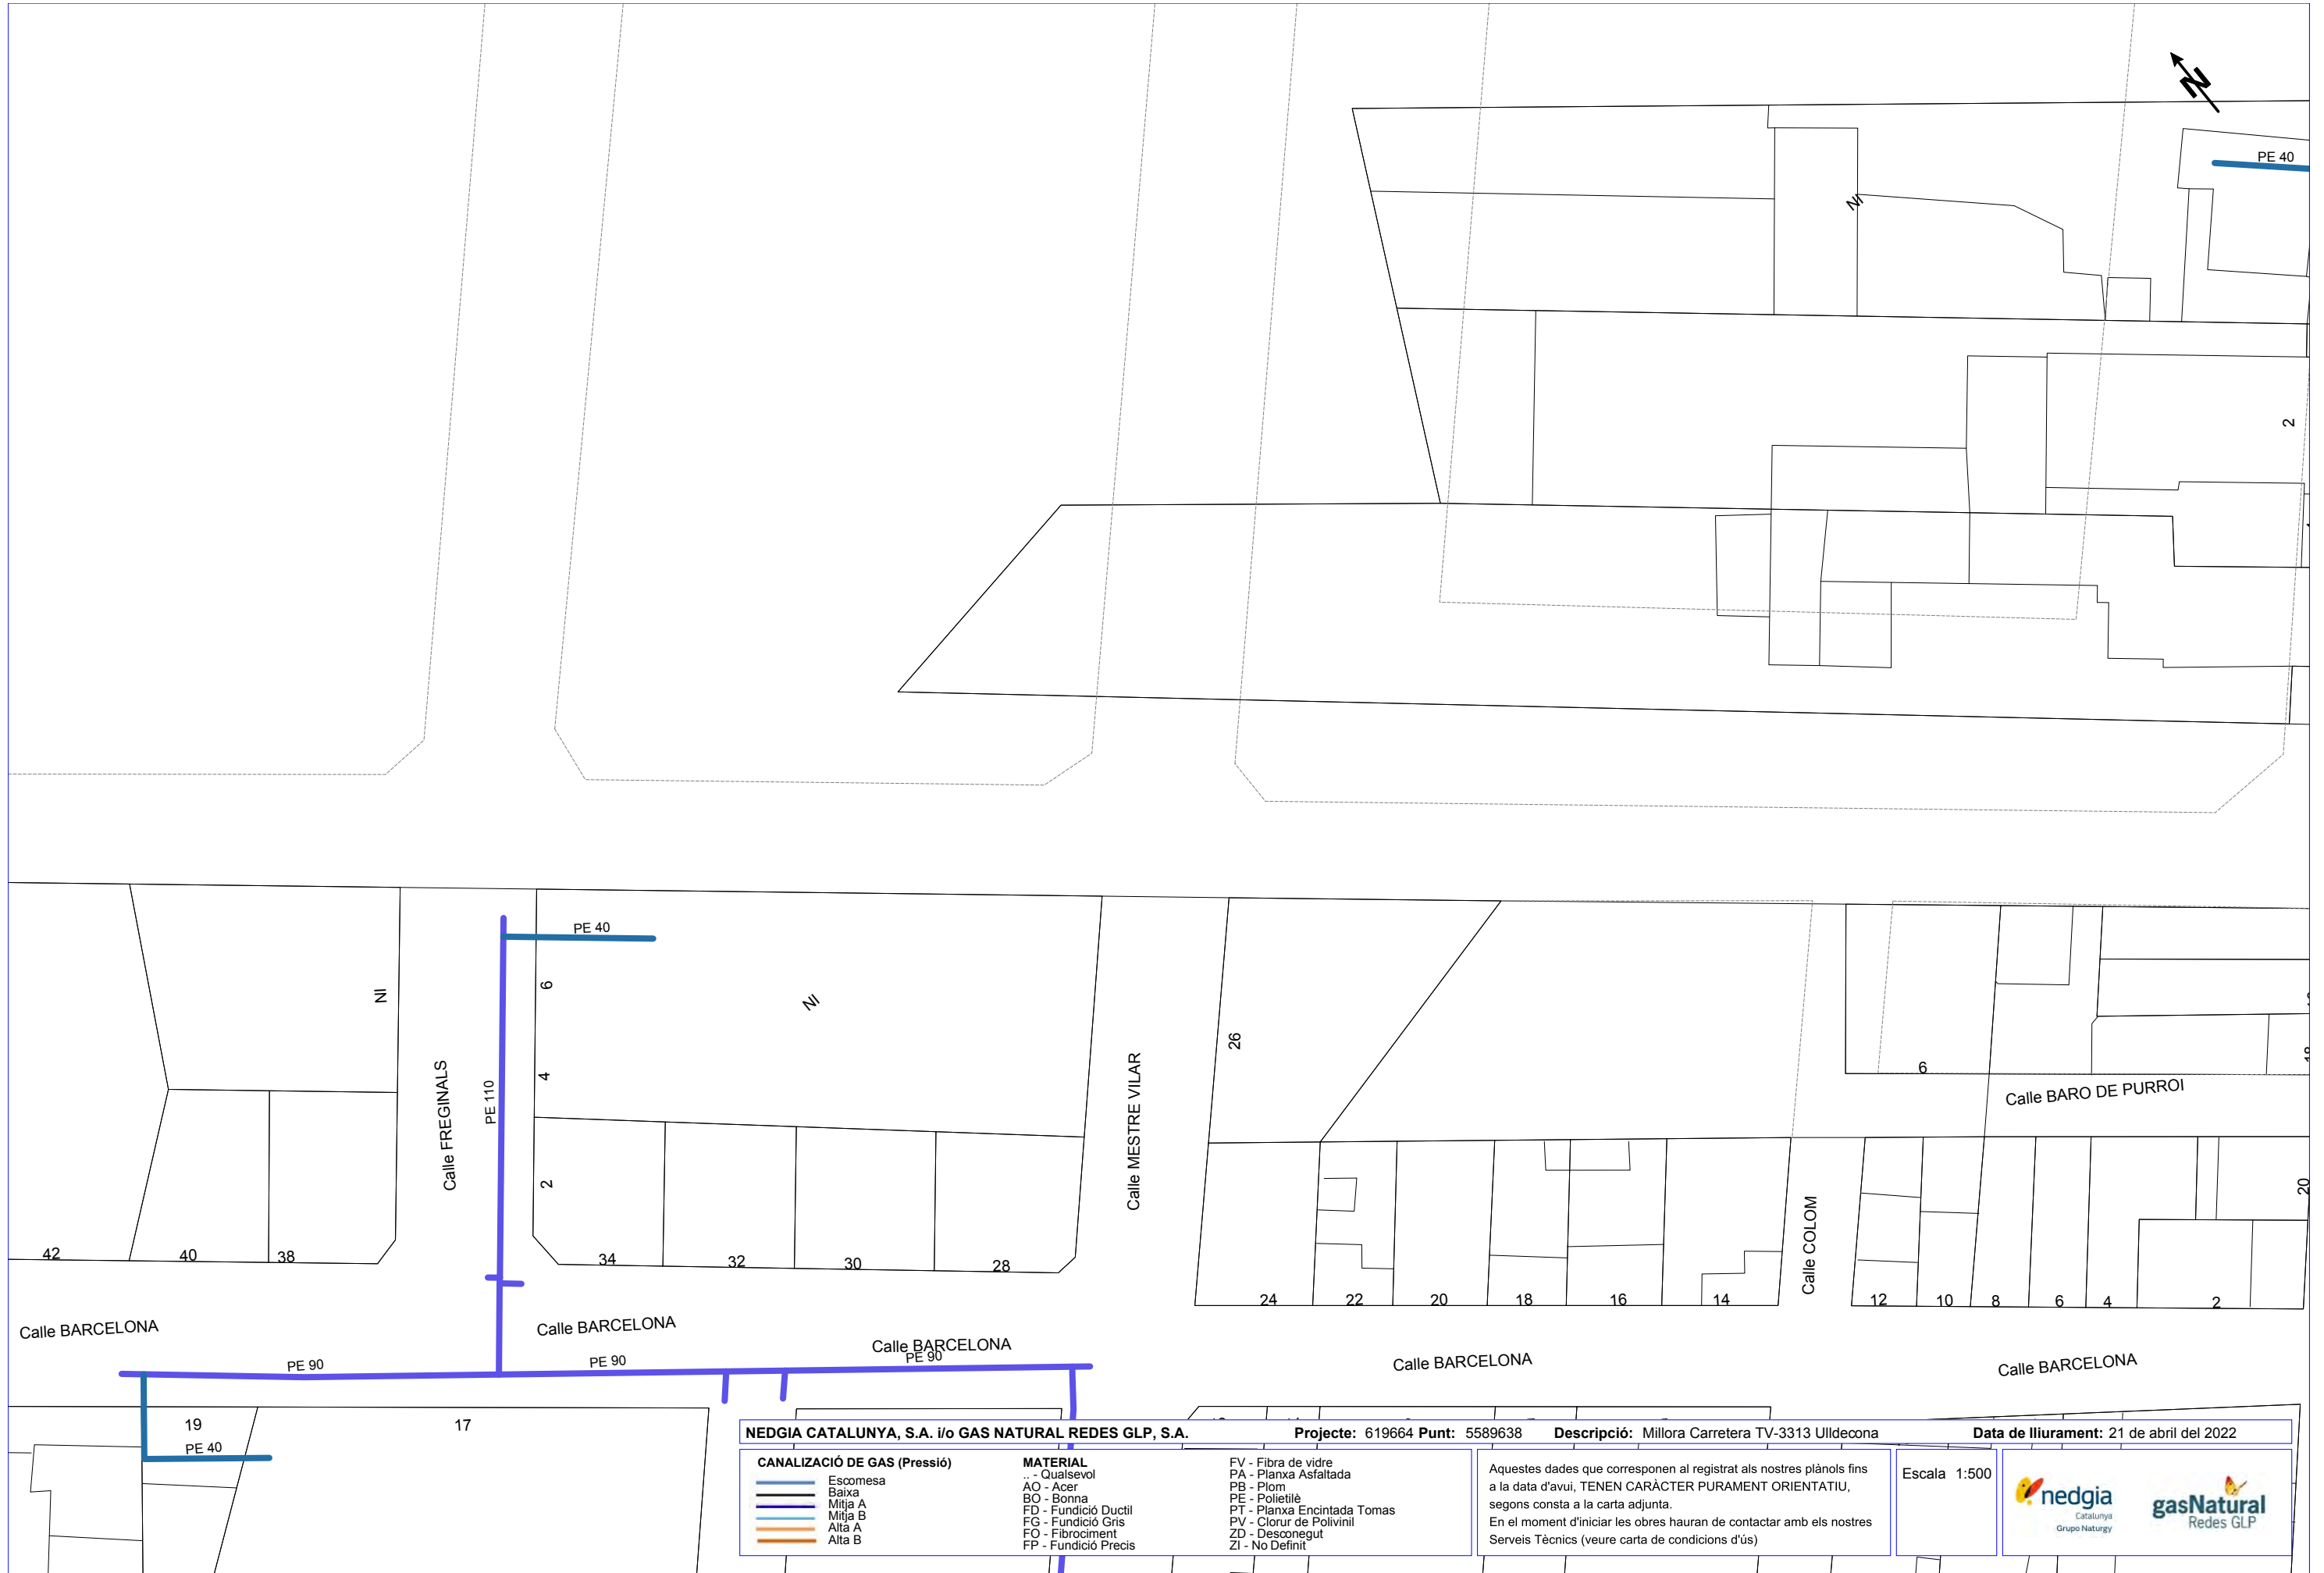 N
PE 40
NI
2
PE 40
NI
6
NI
4
2
26
6
PE 110
Calle FREGINALS
Calle MESTRE VILAR
Calle BARO DE PURROI
Calle COLOM
20
42
40
38
34
32
30
28
24
22
20
18
16
14
12
10
8
6
4
2
Calle BARCELONA
Calle BARCELONA
Calle BARCELONA
Calle BARCELONA
Calle BARCELONA
PE 90
PE 90
PE 90
19
17
PE 40
NEDGIA CATALUNYA, S.A. i/o GAS NATURAL REDES GLP, S.A.
Projecte: 619664 Punt: 5589638
Descripció: Millora Carretera TV-3313 Ulldecona
Data de lliurament: 21 de abril del 2022
CANALIZACIÓ DE GAS (Pressió)
Escomesa
Baixa
Mitja A
Mitja B
Alta A
Alta B
MATERIAL
.. - Qualsevol
AO - Acer
BO - Bonna
FD - Fundició Ductil
FG - Fundició Gris
FO - Fibrociment
FP - Fundició Precis
FV - Fibra de vidre
PA - Planxa Asfaltada
PB - Plom
PE - Polietilè
PT - Planxa Encintada Tomas
PV - Clorur de Polivinil
ZD - Desconegut
ZI - No Definit
Aquestes dades que corresponen al registrat als nostres plànols fins
a la data d'avui, TENEN CARÀCTER PURAMENT ORIENTATIU,
segons consta a la carta adjunta.
En el moment d'iniciar les obres hauran de contactar amb els nostres
Serveis Tècnics (veure carta de condicions d'ús)
Escala 1:500
nedgia
Catalunya
Grupo Naturgy
gasNatural
Redes GLP